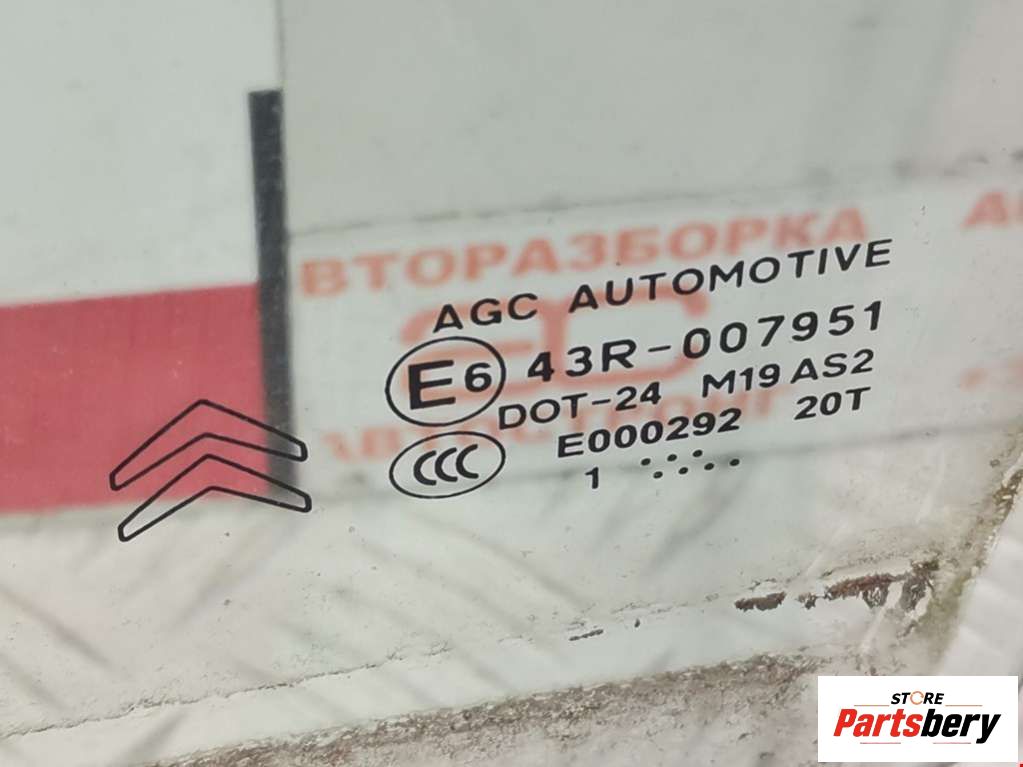 ВТОРАЗБОРКА
AGC AUTOMOTIVE
E6 43R-007951
DOT-24 M19 AS2
CCC E000292 20T
1
STORE
Partsbery